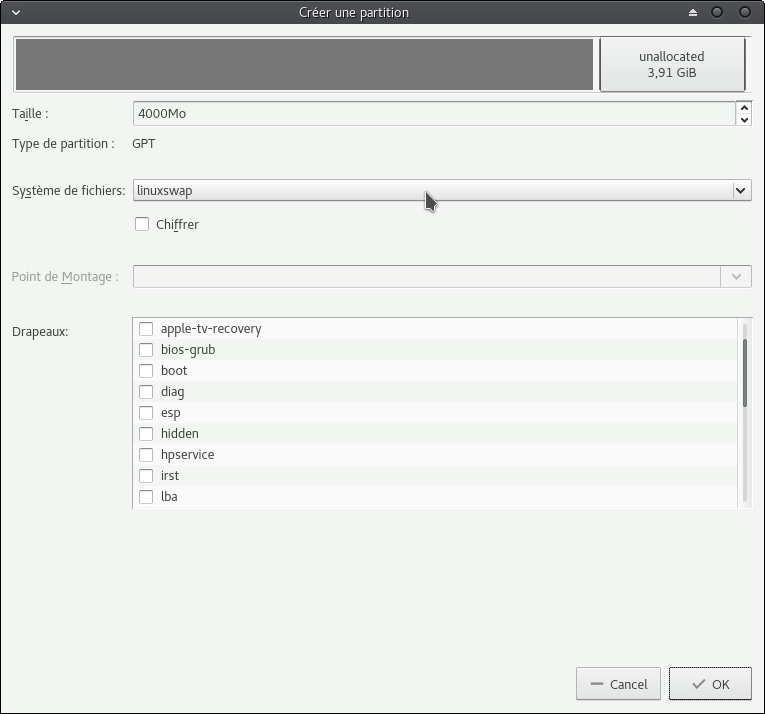 Créer une partition
unallocated
3,91 GiB
Taille :
4000Mo
Type de partition :
GPT
Système de fichiers:
linuxswap
Chiffrer
Point de Montage :
Drapeaux:
apple-tv-recovery
bios-grub
boot
diag
esp
hidden
hpservice
irst
lba
Cancel
OK